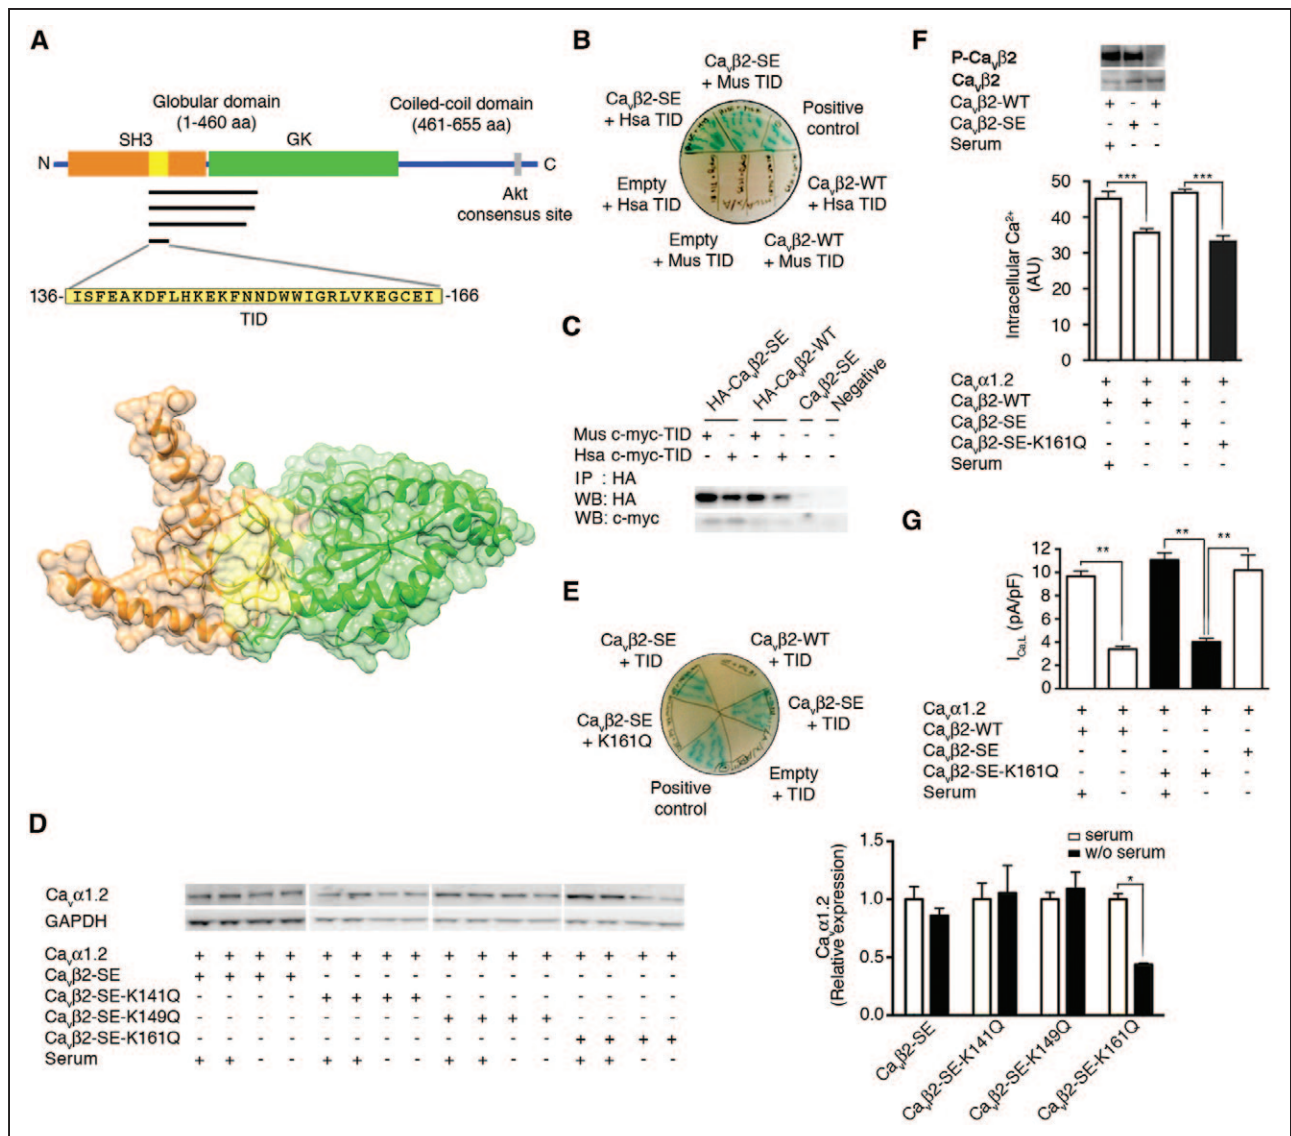 A
Globular domain
(1-460 aa)
Coiled-coil domain
(461-655 aa)
SH3
GK
N
C
Akt
consensus site
136-
ISFEAKDFLHKEKFNNDWWIGRLVKEGCEI
-166
TID
B
Caᵥβ2-SE
+ Mus TID
Caᵥβ2-SE
+ Hsa TID
Positive
control
Empty
+ Hsa TID
Caᵥβ2-WT
+ Hsa TID
Empty
+ Mus TID
Caᵥβ2-WT
+ Mus TID
C
HA-Caᵥβ2-SE
HA-Caᵥβ2-WT
Caᵥβ2-SE
Negative
Mus c-myc-TID + - + - - -
Hsa c-myc-TID - + - + - -
IP : HA
WB: HA
WB: c-myc
E
Caᵥβ2-SE
+ TID
Caᵥβ2-WT
+ TID
Caᵥβ2-SE
+ K161Q
Caᵥβ2-SE
+ TID
Positive
control
Empty
+ TID
D
Caᵥα1.2
GAPDH
Caᵥα1.2 + + + + + + + + + + + + + + + +
Caᵥβ2-SE + + + + - - - - - - - - - - - -
Caᵥβ2-SE-K141Q - - - - + + + + - - - - - - - -
Caᵥβ2-SE-K149Q - - - - - - - - + + + + - - - -
Caᵥβ2-SE-K161Q - - - - - - - - - - - - + + + +
Serum + + - - + + - - + + - - + + - -
Caᵥα1.2
(Relative expression)
1.5
1.0
0.5
0.0
serum
w/o serum
*
Caᵥβ2-SE
Caᵥβ2-SE-K141Q
Caᵥβ2-SE-K149Q
Caᵥβ2-SE-K161Q
F
P-Caᵥβ2
Caᵥβ2
Caᵥβ2-WT + - +
Caᵥβ2-SE - + -
Serum + - -
Intracellular Ca²⁺
(AU)
50
40
30
20
10
0
*** ***
Caᵥα1.2 + + + +
Caᵥβ2-WT + + - -
Caᵥβ2-SE - - + -
Caᵥβ2-SE-K161Q - - - +
Serum + - - -
G
I Ca,L (pA/pF)
12
10
8
6
4
2
0
** ** **
Caᵥα1.2 + + + + +
Caᵥβ2-WT + + - - -
Caᵥβ2-SE - - - - +
Caᵥβ2-SE-K161Q - - + + -
Serum + - + - -